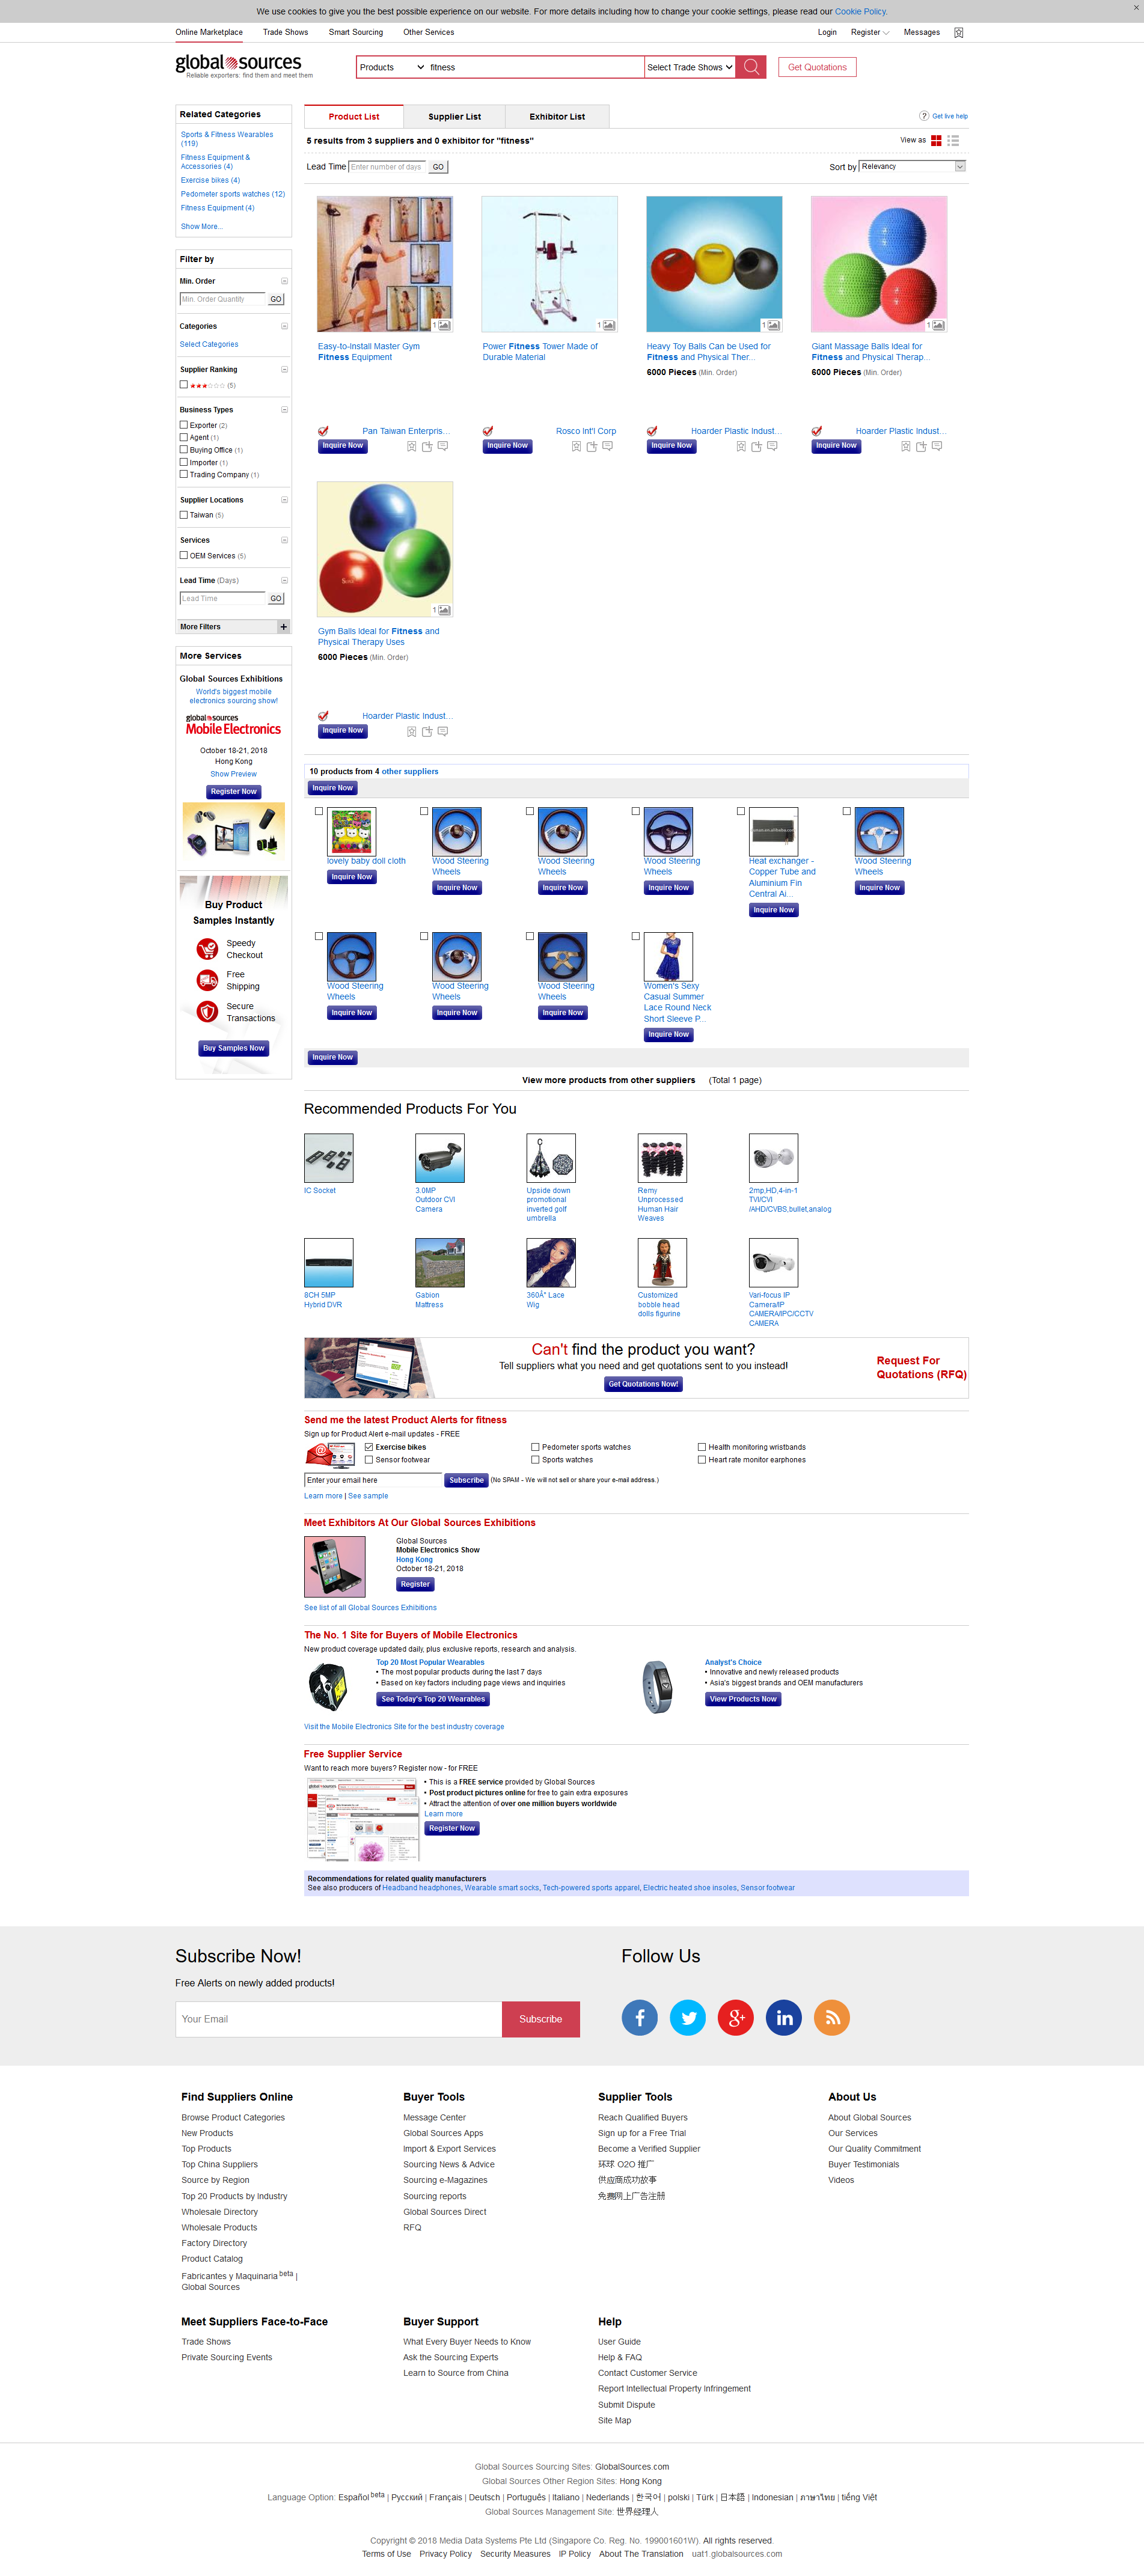 We use cookies to give you the best possible experience on our website. For more details including how to change your cookie settings, please read our Cookie Policy.
Online Marketplace Trade Shows Smart Sourcing Other Services Login Register Messages
global sources
Reliable exporters: find them and meet them
Products fitness Select Trade Shows Get Quotations
Related Categories
Sports & Fitness Wearables (119)
Fitness Equipment & Accessories (4)
Exercise bikes (4)
Pedometer sports watches (12)
Fitness Equipment (4)
Show More...
Filter by
Min. Order
Min. Order Quantity GO
Categories
Select Categories
Supplier Ranking
(5)
Business Types
Exporter (2)
Agent (1)
Buying Office (1)
Importer (1)
Trading Company (1)
Supplier Locations
Taiwan (5)
Services
OEM Services (5)
Lead Time (Days)
Lead Time GO
More Filters +
More Services
Global Sources Exhibitions
World's biggest mobile
electronics sourcing show!
global sources
Mobile Electronics
October 18-21, 2018
Hong Kong
Show Preview
Register Now
Buy Product
Samples Instantly
Speedy
Checkout
Free
Shipping
Secure
Transactions
Buy Samples Now
Product List Supplier List Exhibitor List
? Get live help
5 results from 3 suppliers and 0 exhibitor for "fitness"
View as
Lead Time Enter number of days GO
Sort by Relevancy
1 1 1 1
Easy-to-Install Master Gym
Fitness Equipment
Pan Taiwan Enterpris...
Inquire Now
Power Fitness Tower Made of
Durable Material
Rosco Int'l Corp
Inquire Now
Heavy Toy Balls Can be Used for
Fitness and Physical Ther...
6000 Pieces (Min. Order)
Hoarder Plastic Indust...
Inquire Now
Giant Massage Balls Ideal for
Fitness and Physical Therap...
6000 Pieces (Min. Order)
Hoarder Plastic Indust...
Inquire Now
1
Gym Balls Ideal for Fitness and
Physical Therapy Uses
6000 Pieces (Min. Order)
Hoarder Plastic Indust...
Inquire Now
10 products from 4 other suppliers
Inquire Now
lovely baby doll cloth
Inquire Now
Wood Steering
Wheels
Inquire Now
Wood Steering
Wheels
Inquire Now
Wood Steering
Wheels
Inquire Now
Heat exchanger -
Copper Tube and
Aluminium Fin
Central Ai...
Inquire Now
Wood Steering
Wheels
Inquire Now
Wood Steering
Wheels
Inquire Now
Wood Steering
Wheels
Inquire Now
Wood Steering
Wheels
Inquire Now
Women's Sexy
Casual Summer
Lace Round Neck
Short Sleeve P...
Inquire Now
Inquire Now
View more products from other suppliers (Total 1 page)
Recommended Products For You
IC Socket
3.0MP
Outdoor CVI
Camera
Upside down
promotional
inverted golf
umbrella
Remy
Unprocessed
Human Hair
Weaves
2mp,HD,4-in-1
TVI/CVI
/AHD/CVBS,bullet,analog
8CH 5MP
Hybrid DVR
Gabion
Mattress
360Â° Lace
Wig
Customized
bobble head
dolls figurine
Vari-focus IP
Camera/IP
CAMERA/IPC/CCTV
CAMERA
Can't find the product you want?
Tell suppliers what you need and get quotations sent to you instead!
Get Quotations Now!
Request For
Quotations (RFQ)
Send me the latest Product Alerts for fitness
Sign up for Product Alert e-mail updates - FREE
Exercise bikes Pedometer sports watches Health monitoring wristbands
Sensor footwear Sports watches Heart rate monitor earphones
Enter your email here Subscribe (No SPAM - We will not sell or share your e-mail address.)
Learn more | See sample
Meet Exhibitors At Our Global Sources Exhibitions
Global Sources
Mobile Electronics Show
Hong Kong
October 18-21, 2018
Register
See list of all Global Sources Exhibitions
The No. 1 Site for Buyers of Mobile Electronics
New product coverage updated daily, plus exclusive reports, research and analysis.
Top 20 Most Popular Wearables
• The most popular products during the last 7 days
• Based on key factors including page views and inquiries
See Today's Top 20 Wearables
Analyst's Choice
• Innovative and newly released products
• Asia's biggest brands and OEM manufacturers
View Products Now
Visit the Mobile Electronics Site for the best industry coverage
Free Supplier Service
Want to reach more buyers? Register now - for FREE
• This is a FREE service provided by Global Sources
• Post product pictures online for free to gain extra exposures
• Attract the attention of over one million buyers worldwide
Learn more
Register Now
Recommendations for related quality manufacturers
See also producers of Headband headphones, Wearable smart socks, Tech-powered sports apparel, Electric heated shoe insoles, Sensor footwear
Subscribe Now!
Free Alerts on newly added products!
Your Email Subscribe
Follow Us
Find Suppliers Online
Browse Product Categories
New Products
Top Products
Top China Suppliers
Source by Region
Top 20 Products by Industry
Wholesale Directory
Wholesale Products
Factory Directory
Product Catalog
Fabricantes y Maquinaria beta |
Global Sources
Buyer Tools
Message Center
Global Sources Apps
Import & Export Services
Sourcing News & Advice
Sourcing e-Magazines
Sourcing reports
Global Sources Direct
RFQ
Supplier Tools
Reach Qualified Buyers
Sign up for a Free Trial
Become a Verified Supplier
环球 O2O 推广
供应商成功故事
免费网上广告注册
About Us
About Global Sources
Our Services
Our Quality Commitment
Buyer Testimonials
Videos
Meet Suppliers Face-to-Face
Trade Shows
Private Sourcing Events
Buyer Support
What Every Buyer Needs to Know
Ask the Sourcing Experts
Learn to Source from China
Help
User Guide
Help & FAQ
Contact Customer Service
Report Intellectual Property Infringement
Submit Dispute
Site Map
Global Sources Sourcing Sites: GlobalSources.com
Global Sources Other Region Sites: Hong Kong
Language Option: Español beta | Русский | Français | Deutsch | Português | Italiano | Nederlands | 한국어 | polski | Türk | 日本語 | Indonesian | ภาษาไทย | tiếng Việt
Global Sources Management Site: 世界经理人
Copyright © 2018 Media Data Systems Pte Ltd (Singapore Co. Reg. No. 199001601W). All rights reserved.
Terms of Use Privacy Policy Security Measures IP Policy About The Translation uat1.globalsources.com